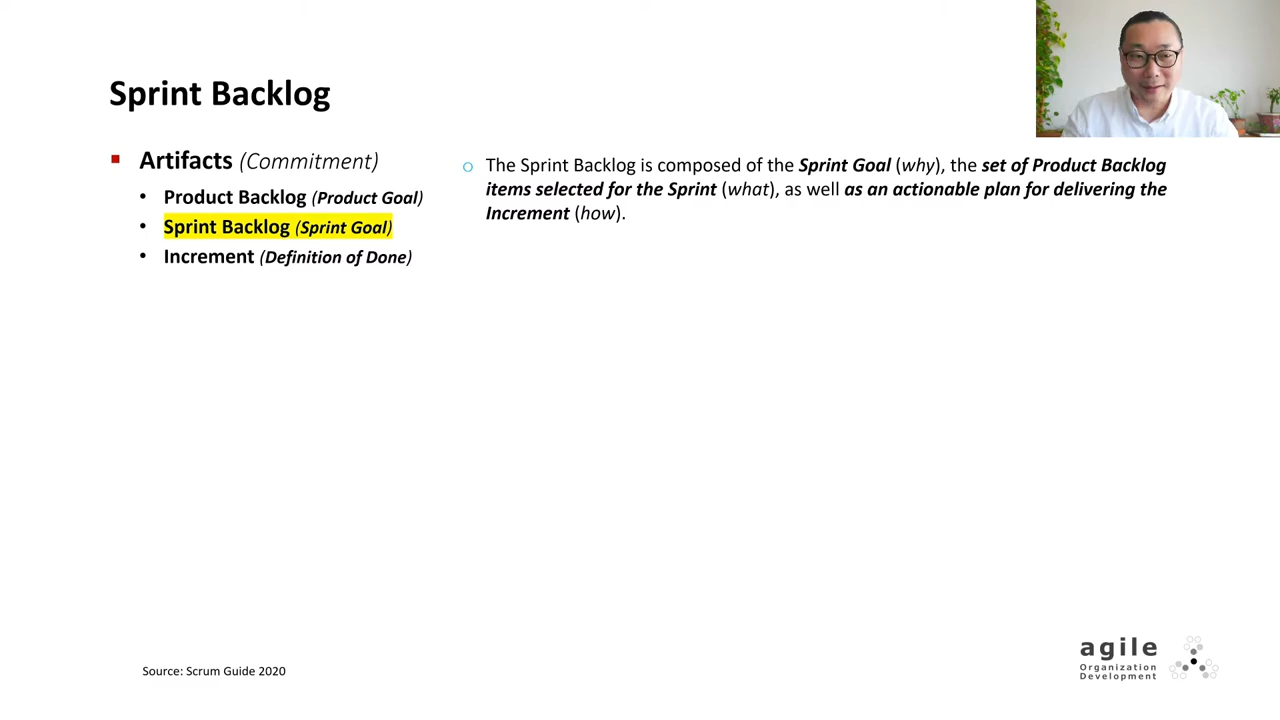 Sprint Backlog
Artifacts (Commitment)
• Product Backlog (Product Goal)
• Sprint Backlog (Sprint Goal)
• Increment (Definition of Done)
The Sprint Backlog is composed of the Sprint Goal (why), the set of Product Backlog
items selected for the Sprint (what), as well as an actionable plan for delivering the
Increment (how).
Source: Scrum Guide 2020
agile
Organization
Development